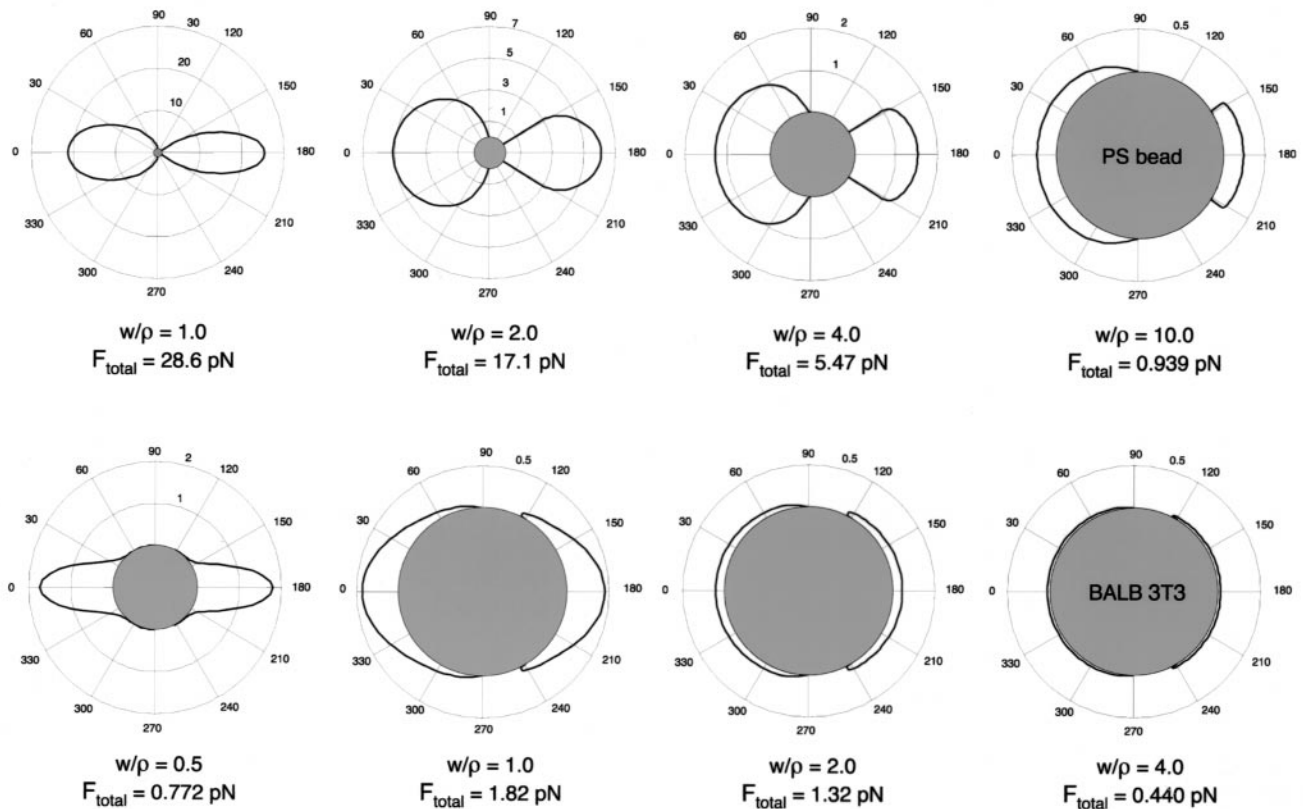 90 30
60 120
20
30 10 150
0 180
330 210
300 240
270
w/ρ = 1.0
F_total = 28.6 pN
90 7
60 5 120
3
30 1 150
0 180
330 210
300 240
270
w/ρ = 2.0
F_total = 17.1 pN
90 2
60 120
1
30 150
0 180
330 210
300 240
270
w/ρ = 4.0
F_total = 5.47 pN
90 0.5
60 120
30 150
0 PS bead 180
330 210
300 240
270
w/ρ = 10.0
F_total = 0.939 pN
90 2
60 120
1
30 150
0 180
330 210
300 240
270
w/ρ = 0.5
F_total = 0.772 pN
90 0.5
60 120
30 150
0 180
330 210
300 240
270
w/ρ = 1.0
F_total = 1.82 pN
90 0.5
60 120
30 150
0 180
330 210
300 240
270
w/ρ = 2.0
F_total = 1.32 pN
90 0.5
60 120
30 150
0 BALB 3T3 180
330 210
300 240
270
w/ρ = 4.0
F_total = 0.440 pN